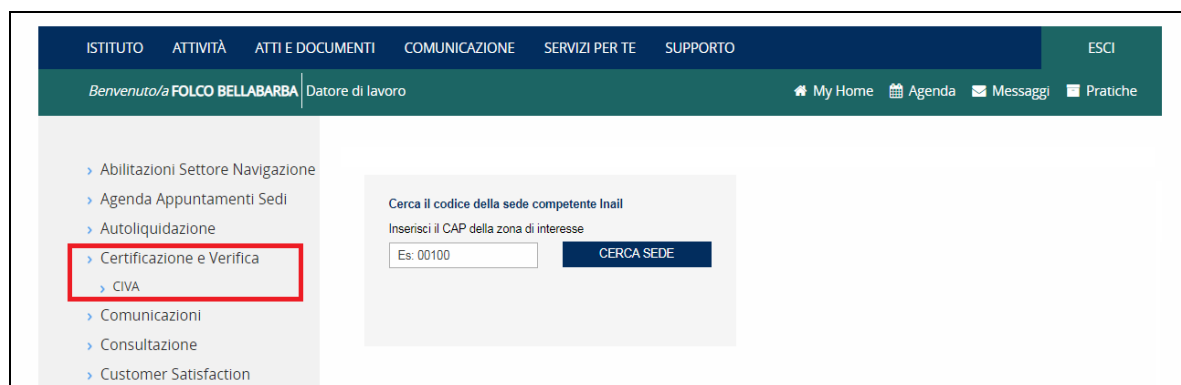 ISTITUTO ATTIVITÀ ATTI E DOCUMENTI COMUNICAZIONE SERVIZI PER TE SUPPORTO ESCI
Benvenuto/a FOLCO BELLABARBA Datore di lavoro My Home Agenda Messaggi Pratiche
Abilitazioni Settore Navigazione
Agenda Appuntamenti Sedi
Autoliquidazione
Certificazione e Verifica
CIVA
Comunicazioni
Consultazione
Customer Satisfaction
Cerca il codice della sede competente Inail
Inserisci il CAP della zona di interesse
Es: 00100 CERCA SEDE